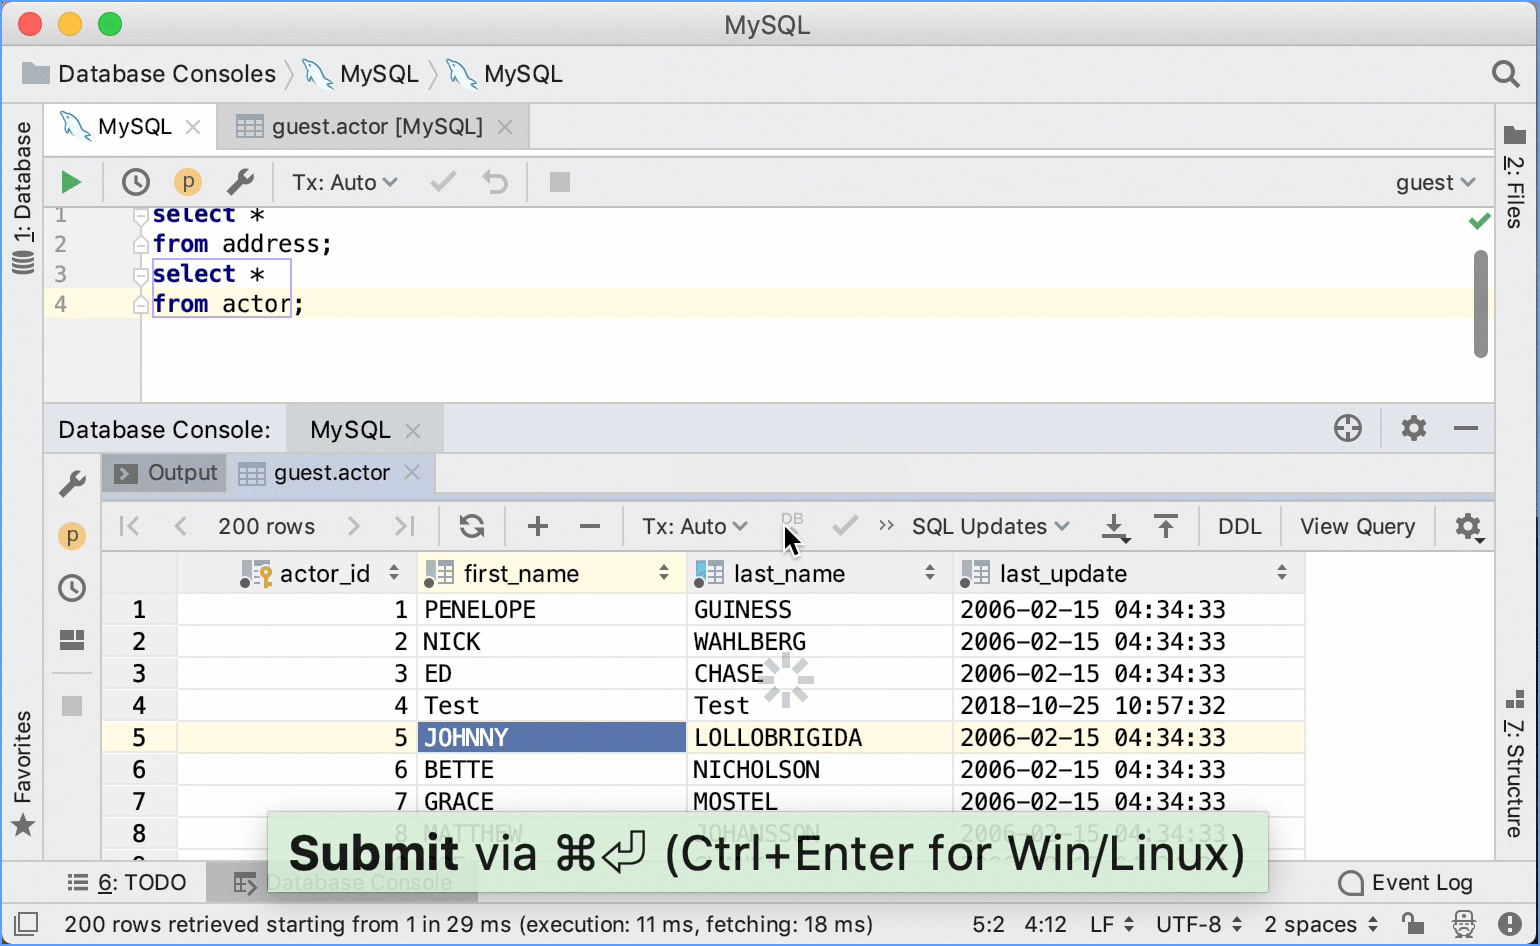 MySQL
Database Consoles MySQL MySQL
MySQL guest.actor [MySQL]
1: Database
2: Files
p Tx: Auto guest
1 select *
2 from address;
3 select *
4 from actor;
Database Console: MySQL
Output guest.actor
200 rows Tx: Auto DB SQL Updates DDL View Query
p
actor_id first_name last_name last_update
1 1 PENELOPE GUINESS 2006-02-15 04:34:33
2 2 NICK WAHLBERG 2006-02-15 04:34:33
3 3 ED CHASE 2006-02-15 04:34:33
4 4 Test Test 2018-10-25 10:57:32
5 5 JOHNNY LOLLOBRIGIDA 2006-02-15 04:34:33
6 6 BETTE NICHOLSON 2006-02-15 04:34:33
7 7 GRACE MOSTEL 2006-02-15 04:34:33
8 8 MATTHEW JOHANSSON 2006-02-15 04:34:33
Favorites
7: Structure
Submit via ⌘⏎ (Ctrl+Enter for Win/Linux)
6: TODO Database Console Event Log
200 rows retrieved starting from 1 in 29 ms (execution: 11 ms, fetching: 18 ms) 5:2 4:12 LF UTF-8 2 spaces